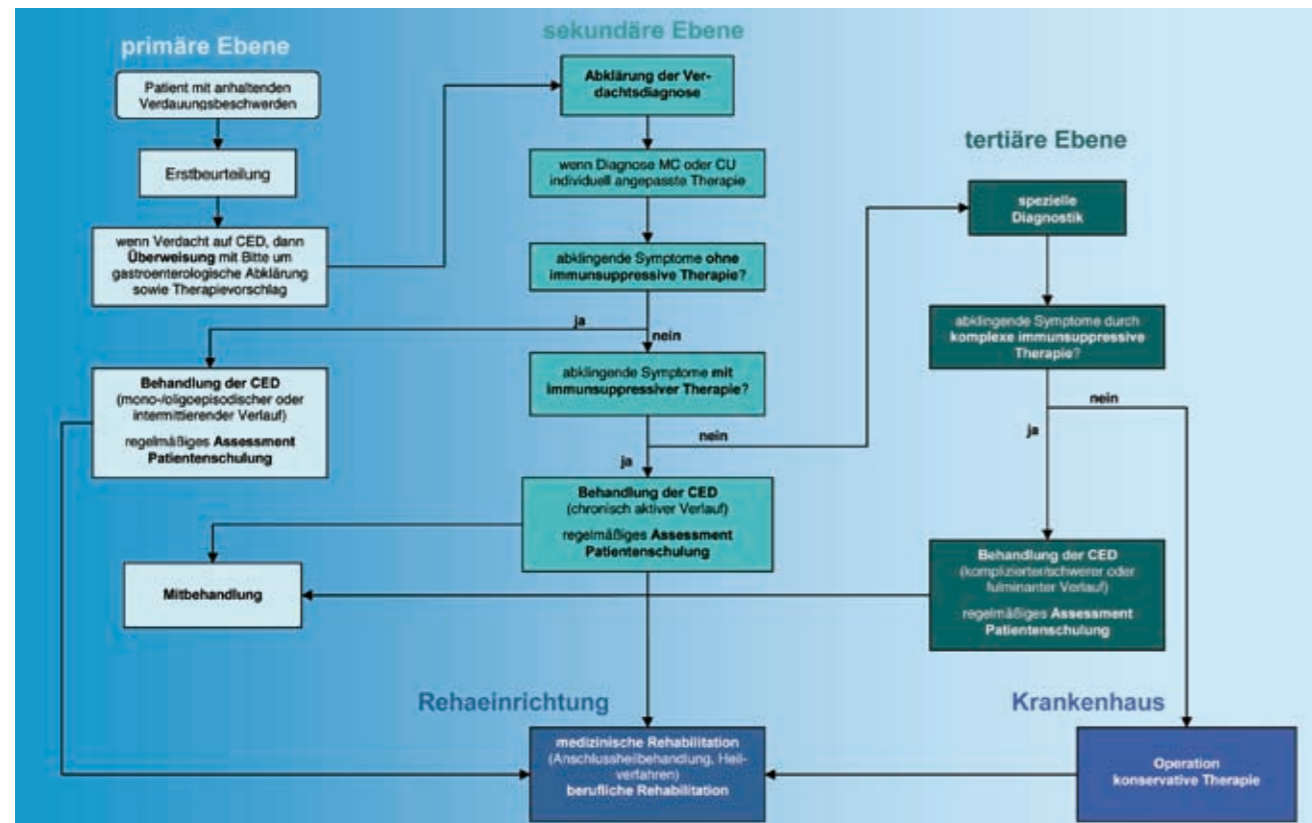 primäre Ebene
Patient mit anhaltenden
Verdauungsbeschwerden
Erstbeurteilung
wenn Verdacht auf CED, dann
Überweisung mit Bitte um
gastroenterologische Abklärung
sowie Therapievorschlag
ja
Behandlung der CED
(mono-/oligoepisodischer oder
intermittierender Verlauf)
regelmäßiges Assessment
Patientenschulung
Mitbehandlung
sekundäre Ebene
Abklärung der Ver-
dachtsdiagnose
wenn Diagnose MC oder CU
individuell angepasste Therapie
abklingende Symptome ohne
immunsuppressive Therapie?
nein
abklingende Symptome mit
immunsuppressiver Therapie?
nein
ja
Behandlung der CED
(chronisch aktiver Verlauf)
regelmäßiges Assessment
Patientenschulung
tertiäre Ebene
spezielle
Diagnostik
abklingende Symptome durch
komplexe immunsuppressive
Therapie?
nein
ja
Behandlung der CED
(komplizierter/schwerer oder
fulminanter Verlauf)
regelmäßiges Assessment
Patientenschulung
Rehaeinrichtung
medizinische Rehabilitation
(Anschlussheilbehandlung, Heil-
verfahren)
berufliche Rehabilitation
Krankenhaus
Operation
konservative Therapie